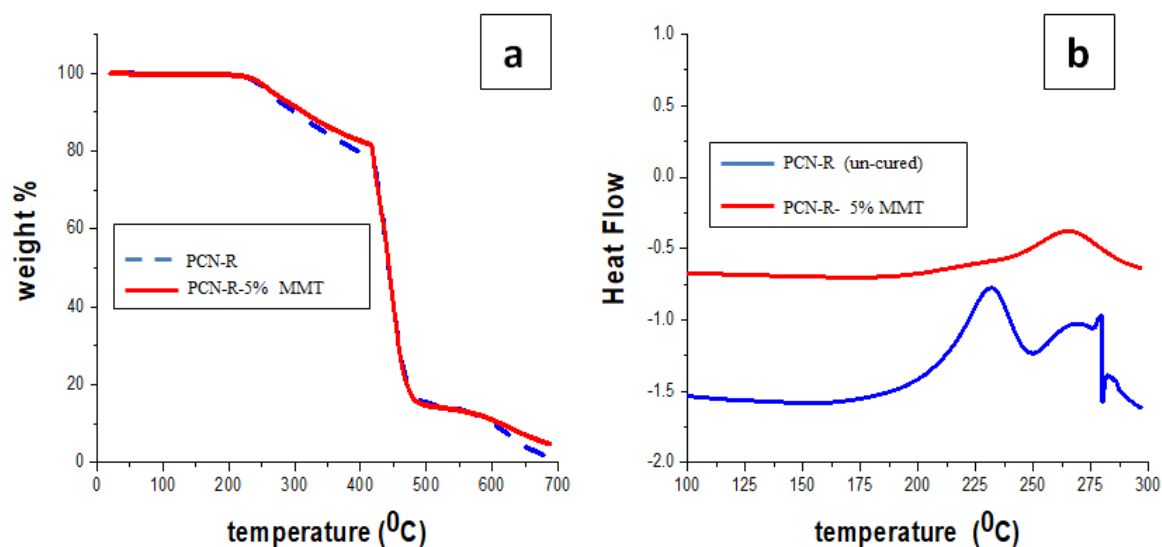 a
weight %
100
80
60
40
20
0
PCN-R
PCN-R-5% MMT
0 100 200 300 400 500 600 700
temperature (⁰C)
b
Heat Flow
1.0
0.5
0.0
-0.5
-1.0
-1.5
-2.0
PCN-R (un-cured)
PCN-R- 5% MMT
100 125 150 175 200 225 250 275 300
temperature (⁰C)